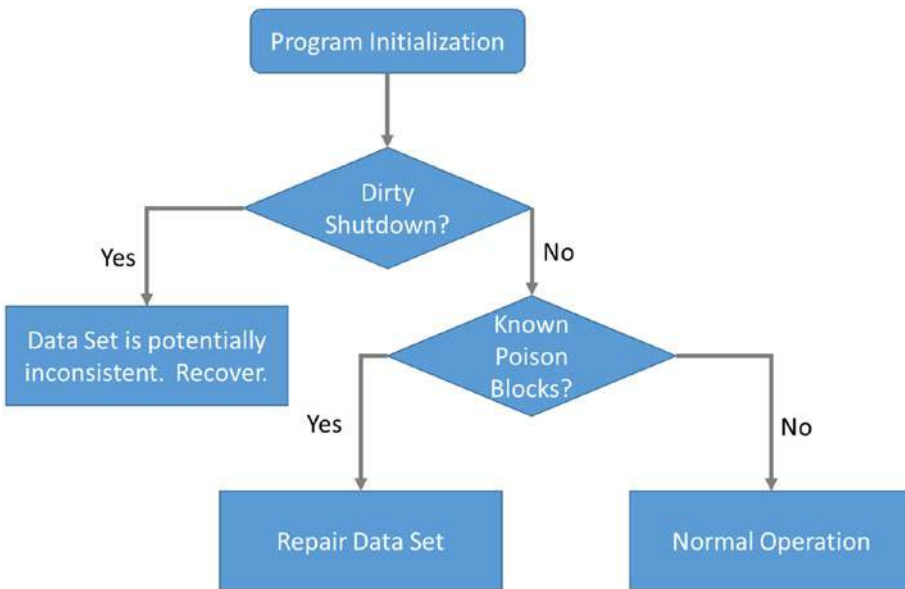 Program Initialization
Dirty
Shutdown?
Yes
No
Data Set is potentially
inconsistent. Recover.
Known
Poison
Blocks?
Yes
No
Repair Data Set
Normal Operation